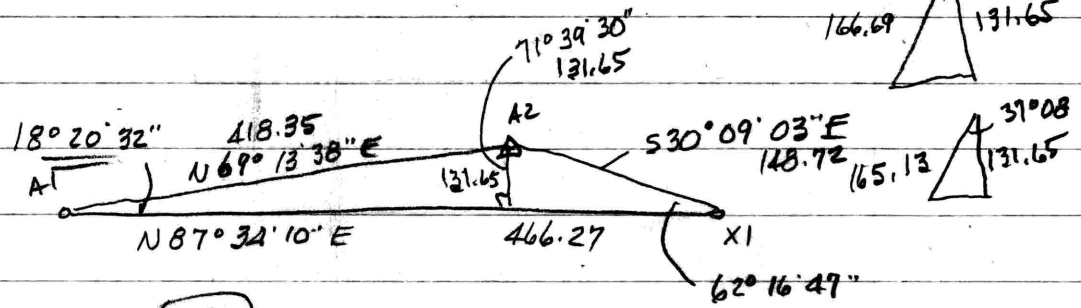 166.69 131.65
71° 39' 30"
131.65
A2
37°08
18° 20' 32" 418.35 S30° 09' 03" E
N 69° 13' 38" E 148.72 165.13 131.65
A1 131.65
N 87° 34' 10" E 466.27 X1
62° 16' 47"